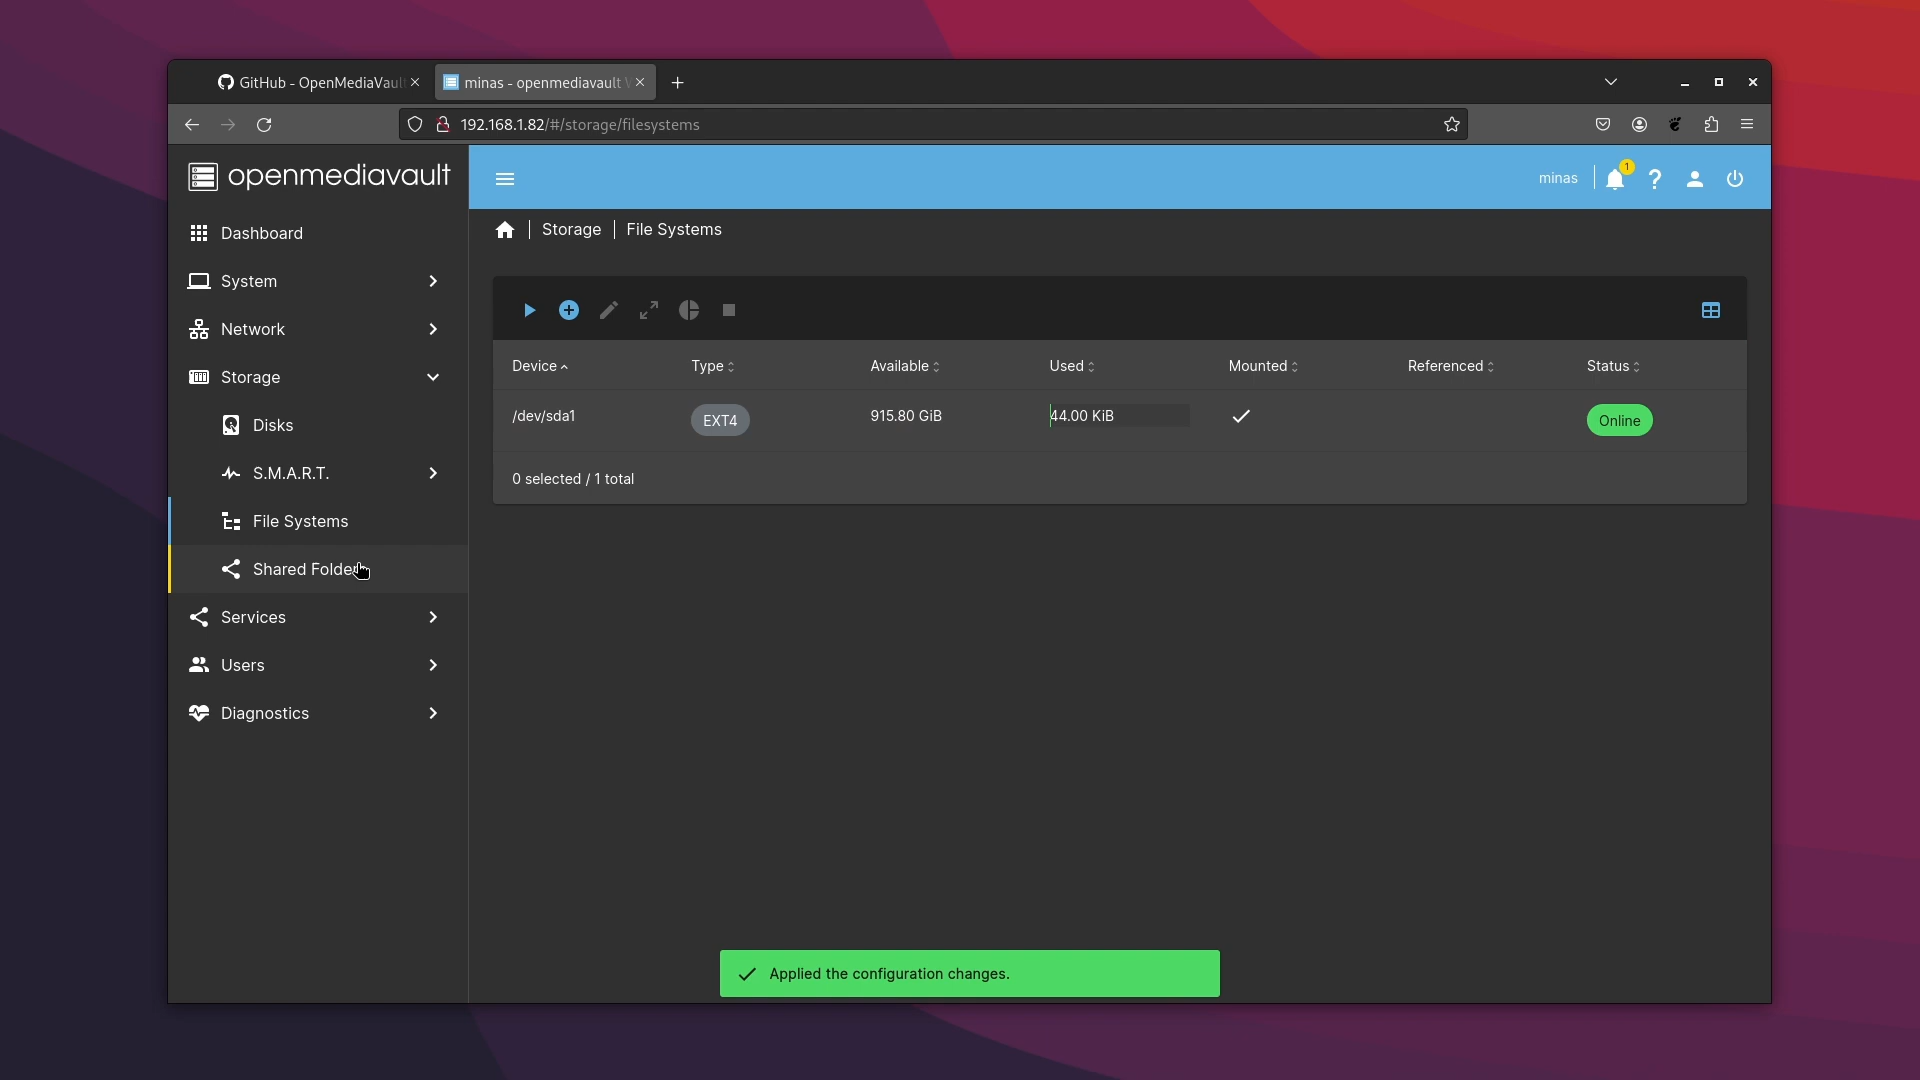 GitHub - OpenMediaVault
minas - openmediavault
192.168.1.82/#/storage/filesystems
openmediavault
minas
1
Storage
File Systems
Dashboard
System
Network
Storage
Disks
S.M.A.R.T.
File Systems
Shared Folder
Services
Users
Diagnostics
Device Type Available Used Mounted Referenced Status
/dev/sda1 EXT4 915.80 GiB 44.00 KiB Online
0 selected / 1 total
Applied the configuration changes.